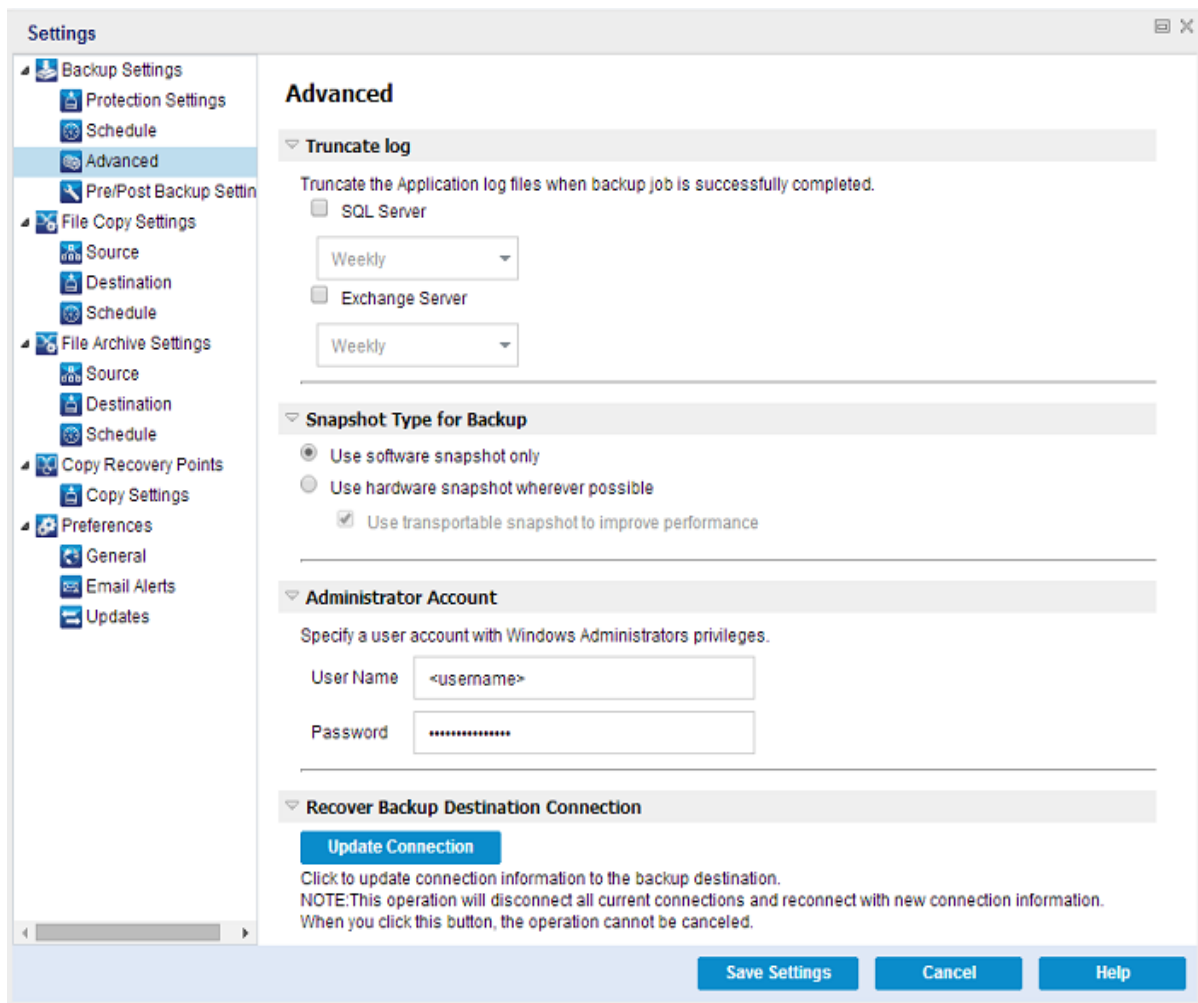 Settings
Backup Settings
Protection Settings
Schedule
Advanced
Pre/Post Backup Settin
File Copy Settings
Source
Destination
Schedule
File Archive Settings
Source
Destination
Schedule
Copy Recovery Points
Copy Settings
Preferences
General
Email Alerts
Updates
Advanced
Truncate log
Truncate the Application log files when backup job is successfully completed.
SQL Server
Weekly
Exchange Server
Weekly
Snapshot Type for Backup
Use software snapshot only
Use hardware snapshot wherever possible
Use transportable snapshot to improve performance
Administrator Account
Specify a user account with Windows Administrators privileges.
User Name
<username>
Password
•••••••••••••••
Recover Backup Destination Connection
Update Connection
Click to update connection information to the backup destination.
NOTE:This operation will disconnect all current connections and reconnect with new connection information.
When you click this button, the operation cannot be canceled.
Save Settings
Cancel
Help